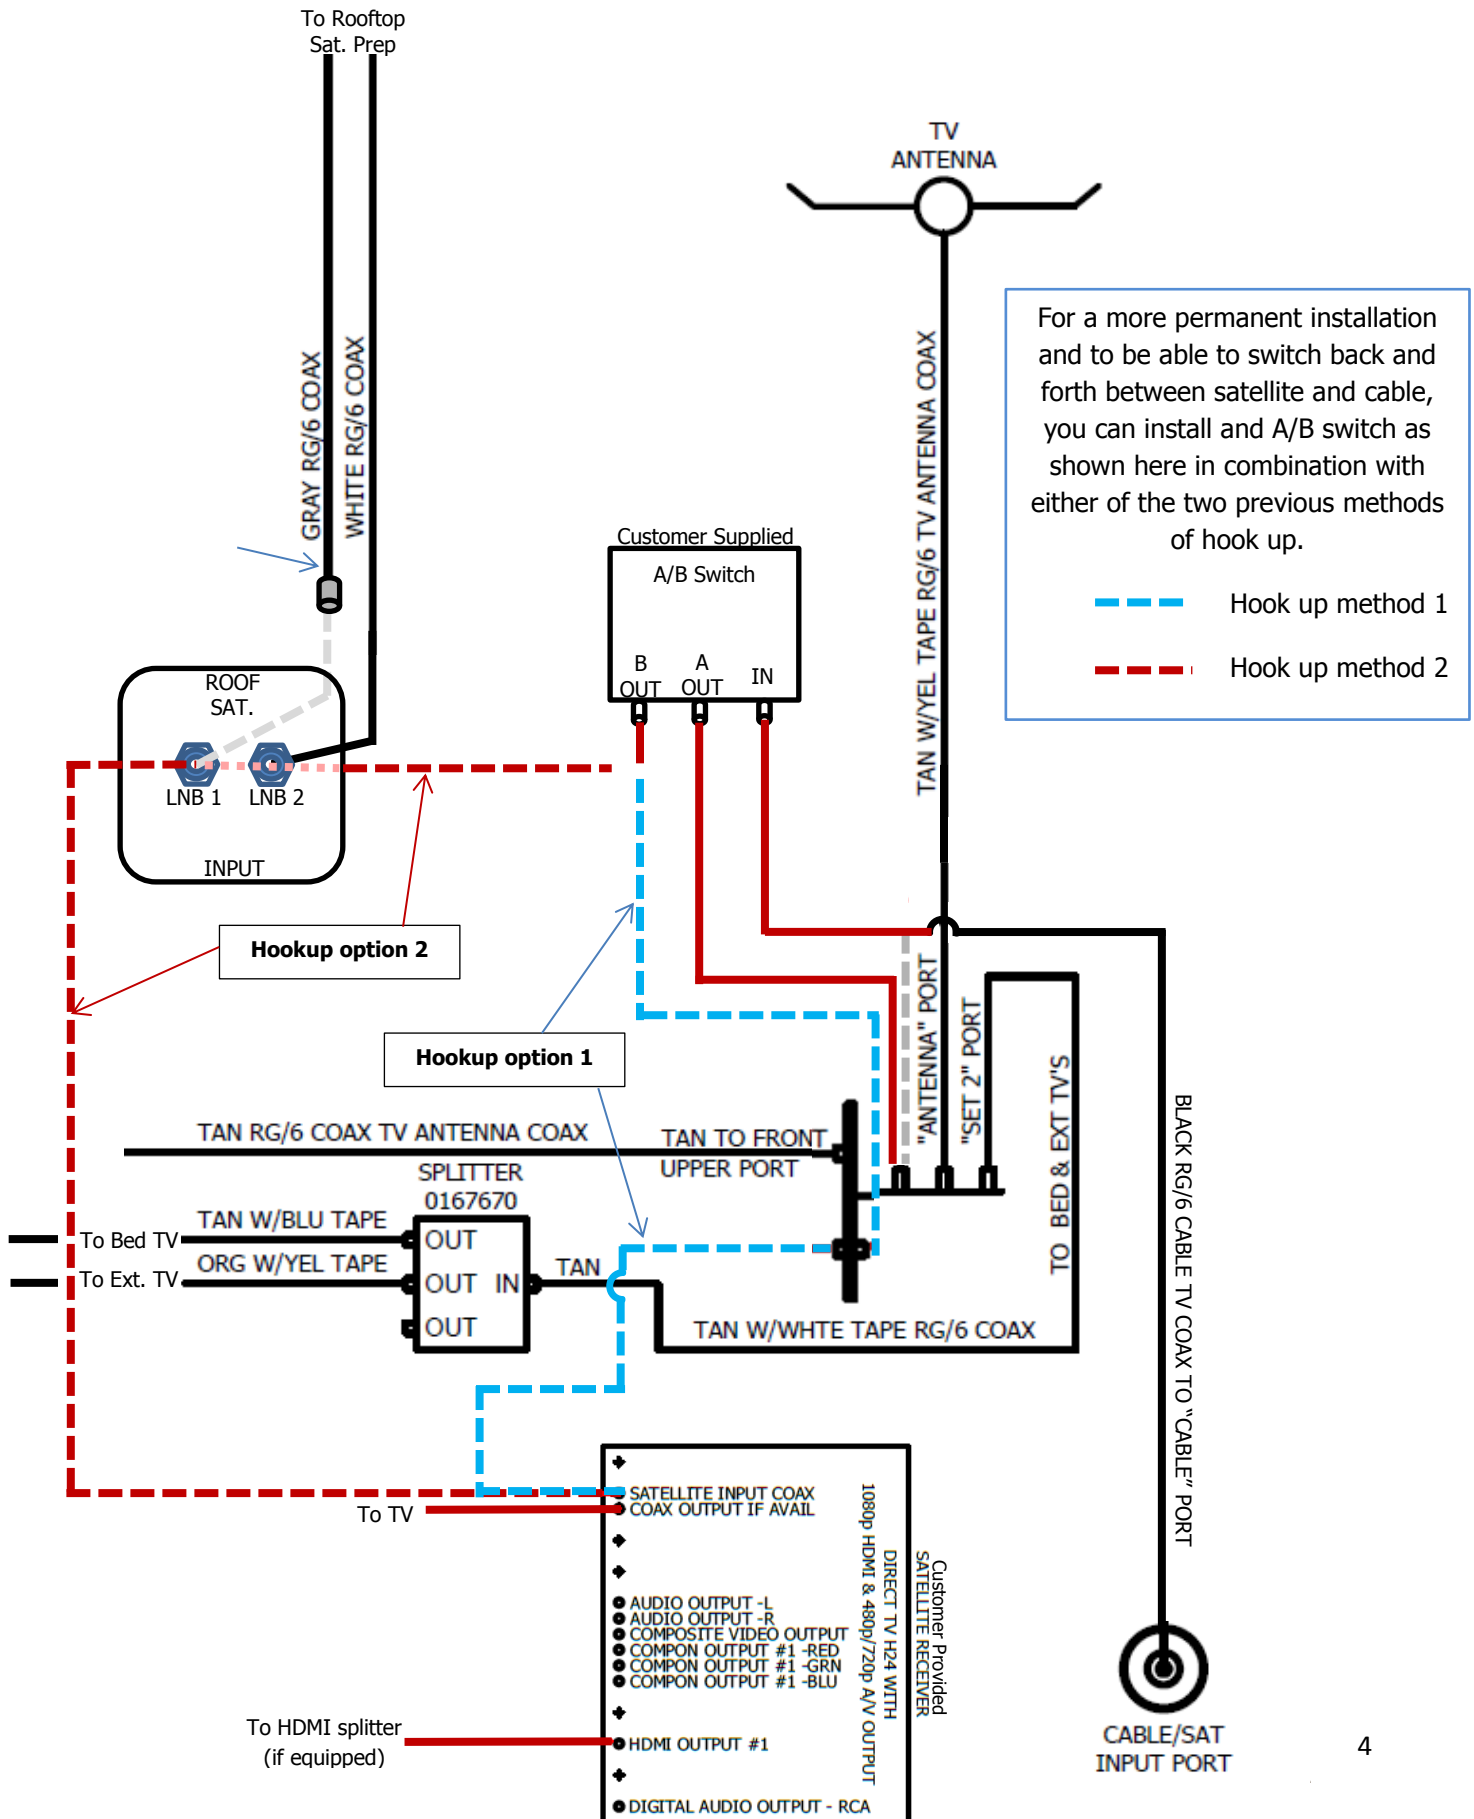 To Rooftop
Sat. Prep
TV
ANTENNA
GRAY RG/6 COAX
WHITE RG/6 COAX
TAN W/YEL TAPE RG/6 TV ANTENNA COAX
For a more permanent installation
and to be able to switch back and
forth between satellite and cable,
you can install and A/B switch as
shown here in combination with
either of the two previous methods
of hook up.
Hook up method 1
Hook up method 2
Customer Supplied
A/B Switch
B
OUT
A
OUT
IN
ROOF
SAT.
LNB 1
LNB 2
INPUT
Hookup option 2
Hookup option 1
"ANTENNA" PORT
"SET 2" PORT
TO BED & EXT TV'S
BLACK RG/6 CABLE TV COAX TO "CABLE" PORT
TAN RG/6 COAX TV ANTENNA COAX
TAN TO FRONT
UPPER PORT
SPLITTER
0167670
To Bed TV
TAN W/BLU TAPE
OUT
To Ext. TV
ORG W/YEL TAPE
OUT
IN
TAN
OUT
TAN W/WHTE TAPE RG/6 COAX
SATELLITE INPUT COAX
To TV
COAX OUTPUT IF AVAIL
AUDIO OUTPUT -L
AUDIO OUTPUT -R
COMPOSITE VIDEO OUTPUT
COMPON OUTPUT #1 -RED
COMPON OUTPUT #1 -GRN
COMPON OUTPUT #1 -BLU
To HDMI splitter
(if equipped)
HDMI OUTPUT #1
DIGITAL AUDIO OUTPUT - RCA
Customer Provided
SATELLITE RECEIVER
DIRECT TV H24 WITH
1080p HDMI & 480p/720p A/V OUTPUT
CABLE/SAT
INPUT PORT
4